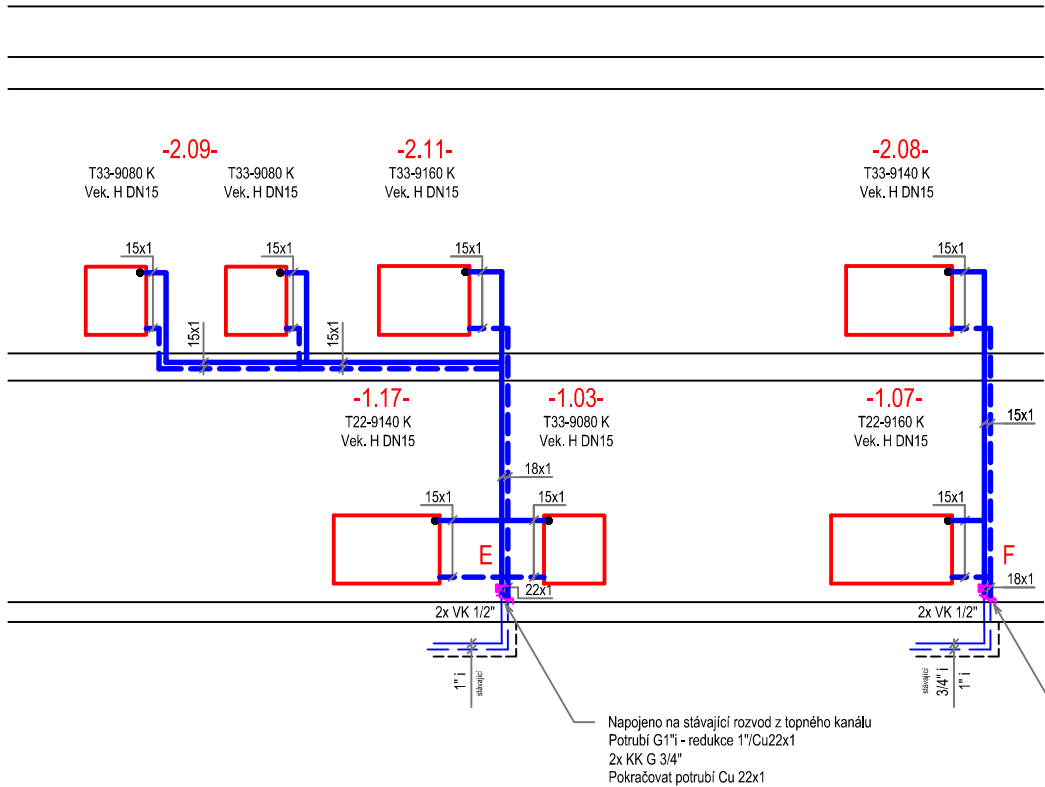 -2.09-
T33-9080 K
Vek. H DN15
T33-9080 K
Vek. H DN15
-2.11-
T33-9160 K
Vek. H DN15
-2.08-
T33-9140 K
Vek. H DN15
15x1
15x1
15x1
15x1
15x1
15x1
-1.17-
T22-9140 K
Vek. H DN15
-1.03-
T33-9080 K
Vek. H DN15
-1.07-
T22-9160 K
Vek. H DN15
15x1
18x1
15x1
15x1
15x1
E
F
22x1
18x1
2x VK 1/2"
2x VK 1/2"
1" i
stávající
stávající
3/4" i
1" i
Napojeno na stávající rozvod z topného kanálu
Potrubí G1"i - redukce 1"/Cu22x1
2x KK G 3/4"
Pokračovat potrubí Cu 22x1